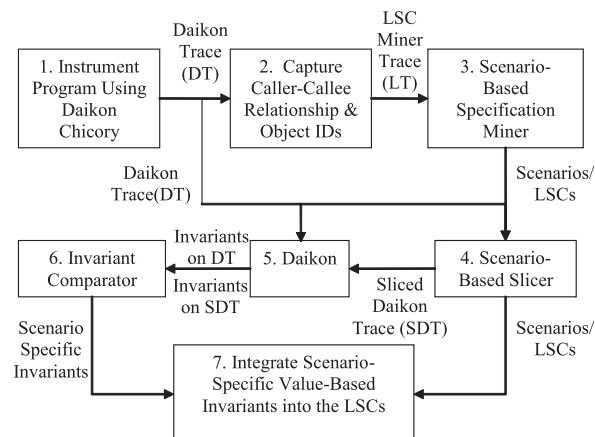 Daikon
Trace
(DT)
LSC
Miner
Trace
(LT)
1. Instrument
Program Using
Daikon
Chicory
2. Capture
Caller-Callee
Relationship &
Object IDs
3. Scenario-
Based
Specification
Miner
Daikon
Trace(DT)
Scenarios/
LSCs
6. Invariant
Comparator
Invariants
on DT
Invariants
on SDT
5. Daikon
4. Scenario-
Based Slicer
Sliced
Daikon
Trace (SDT)
Scenario
Specific
Invariants
Scenarios/
LSCs
7. Integrate Scenario-
Specific Value-Based
Invariants into the LSCs